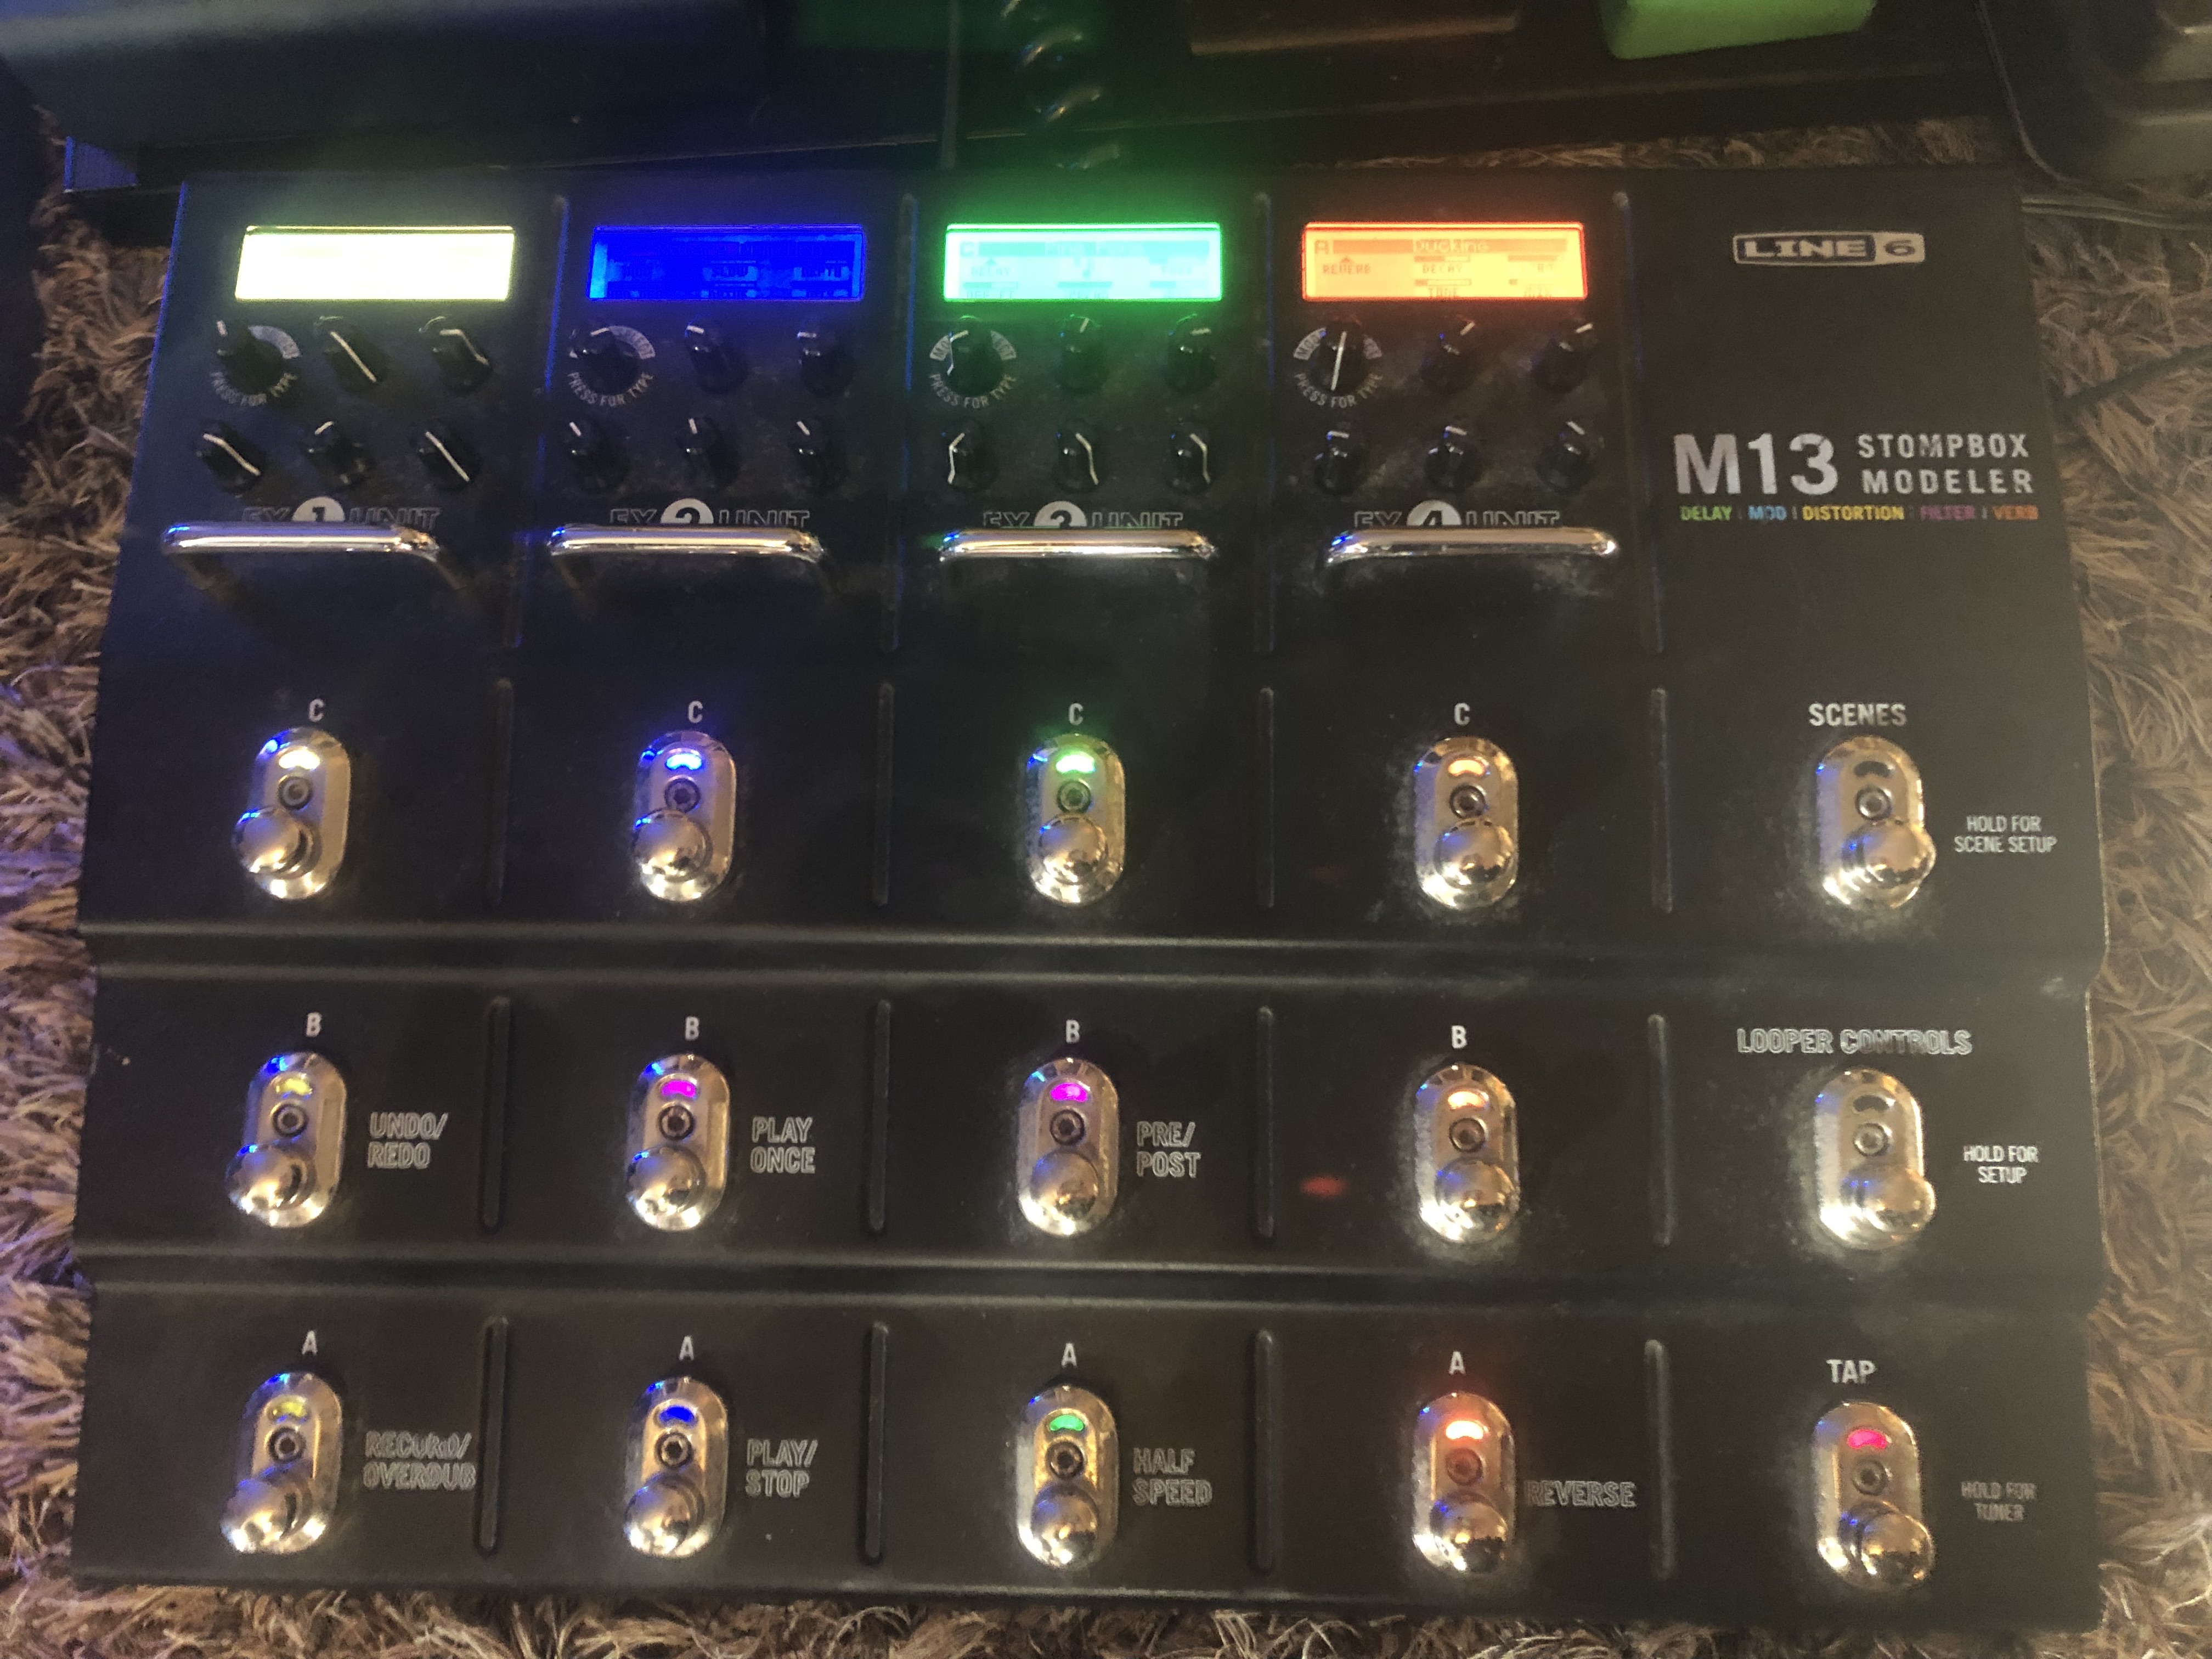 A Ducking
REVERB DECAY
LINE 6
PRESS FOR TYPE
PRESS FOR TYPE
PRESS FOR TYPE
PRESS FOR TYPE
M13 STOMPBOX
MODELER
DELAY | MOD | DISTORTION | FILTER | VERB
FX 1 UNIT
FX 2 UNIT
FX 3 UNIT
FX 4 UNIT
C
C
C
C
SCENES
HOLD FOR
SCENE SETUP
B
UNDO/
REDO
B
PLAY
ONCE
B
PRE/
POST
B
LOOPER CONTROLS
HOLD FOR
SETUP
A
RECORD/
OVERDUB
A
PLAY/
STOP
A
HALF
SPEED
A
REVERSE
TAP
HOLD FOR
TUNER